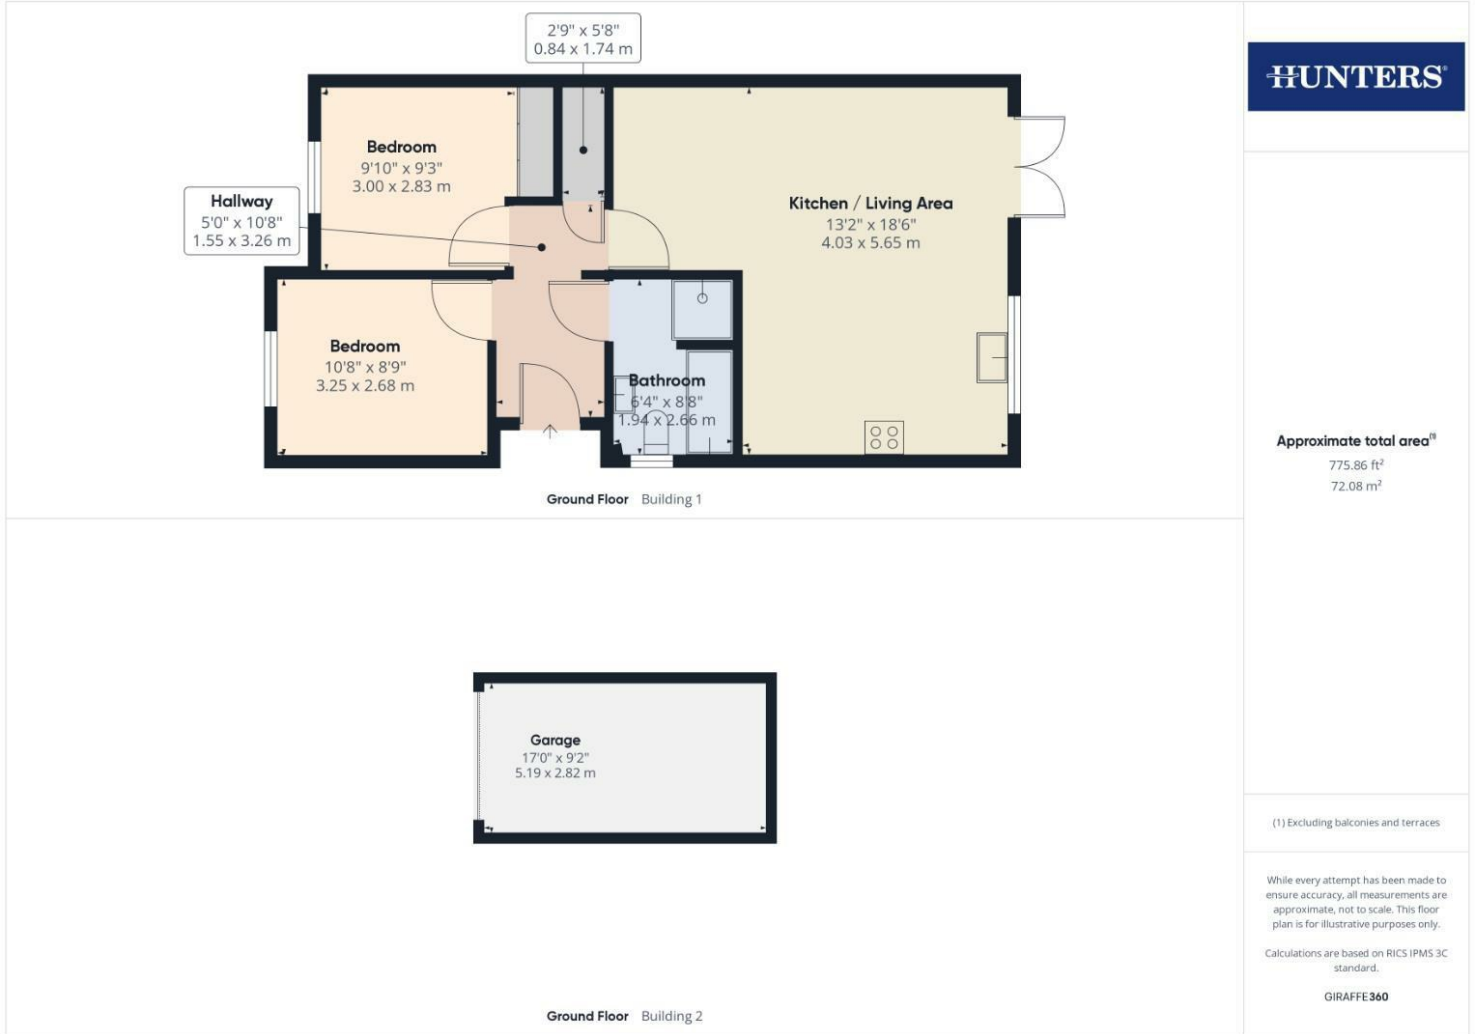 2'9" x 5'8"
0.84 x 1.74 m
Bedroom
9'10" x 9'3"
3.00 x 2.83 m
Hallway
5'0" x 10'8"
1.55 x 3.26 m
Kitchen / Living Area
13'2" x 18'6"
4.03 x 5.65 m
Bedroom
10'8" x 8'9"
3.25 x 2.68 m
Bathroom
6'4" x 8'8"
1.94 x 2.66 m
Ground Floor Building 1
Garage
17'0" x 9'2"
5.19 x 2.82 m
Ground Floor Building 2
HUNTERS®
Approximate total area(1)
775.86 ft²
72.08 m²
(1) Excluding balconies and terraces
While every attempt has been made to
ensure accuracy, all measurements are
approximate, not to scale. This floor
plan is for illustrative purposes only.
Calculations are based on RICS IPMS 3C
standard.
GIRAFFE360